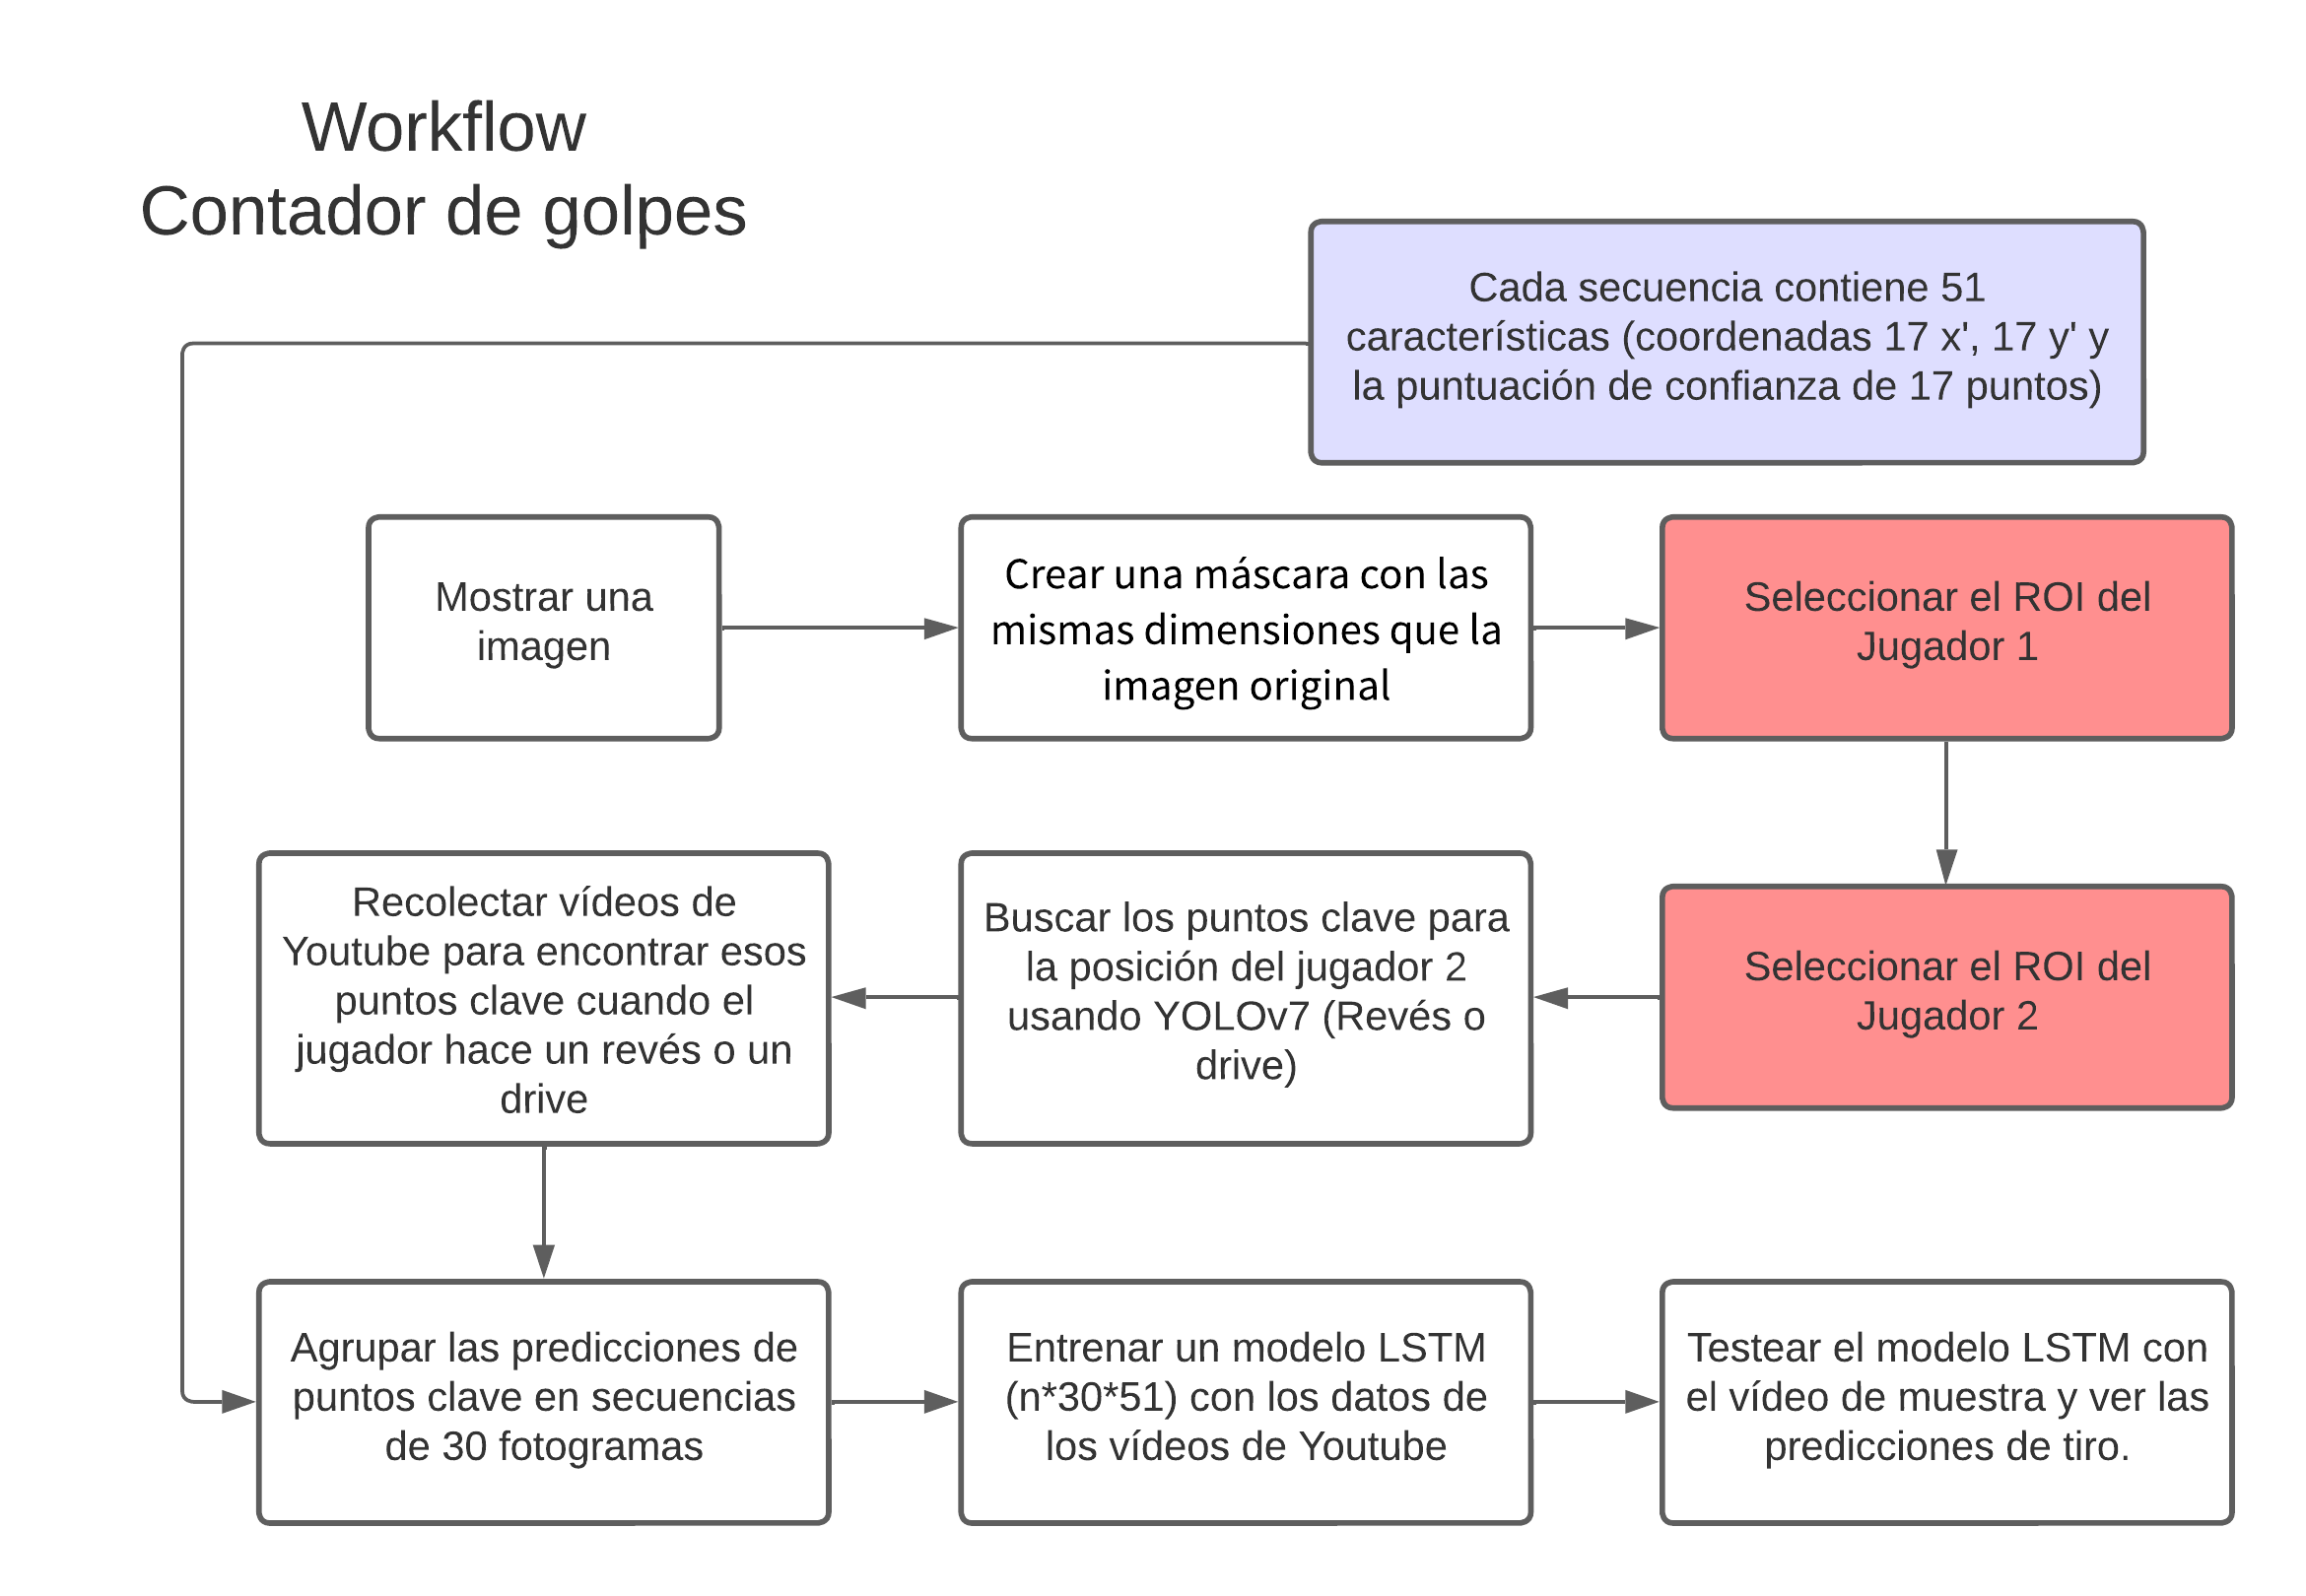 Workflow
Contador de golpes
Cada secuencia contiene 51
características (coordenadas 17 x', 17 y' y
la puntuación de confianza de 17 puntos)
Mostrar una
imagen
Crear una máscara con las
mismas dimensiones que la
imagen original
Seleccionar el ROI del
Jugador 1
Seleccionar el ROI del
Jugador 2
Buscar los puntos clave para
la posición del jugador 2
usando YOLOv7 (Revés o
drive)
Recolectar vídeos de
Youtube para encontrar esos
puntos clave cuando el
jugador hace un revés o un
drive
Agrupar las predicciones de
puntos clave en secuencias
de 30 fotogramas
Entrenar un modelo LSTM
(n*30*51) con los datos de
los vídeos de Youtube
Testear el modelo LSTM con
el vídeo de muestra y ver las
predicciones de tiro.